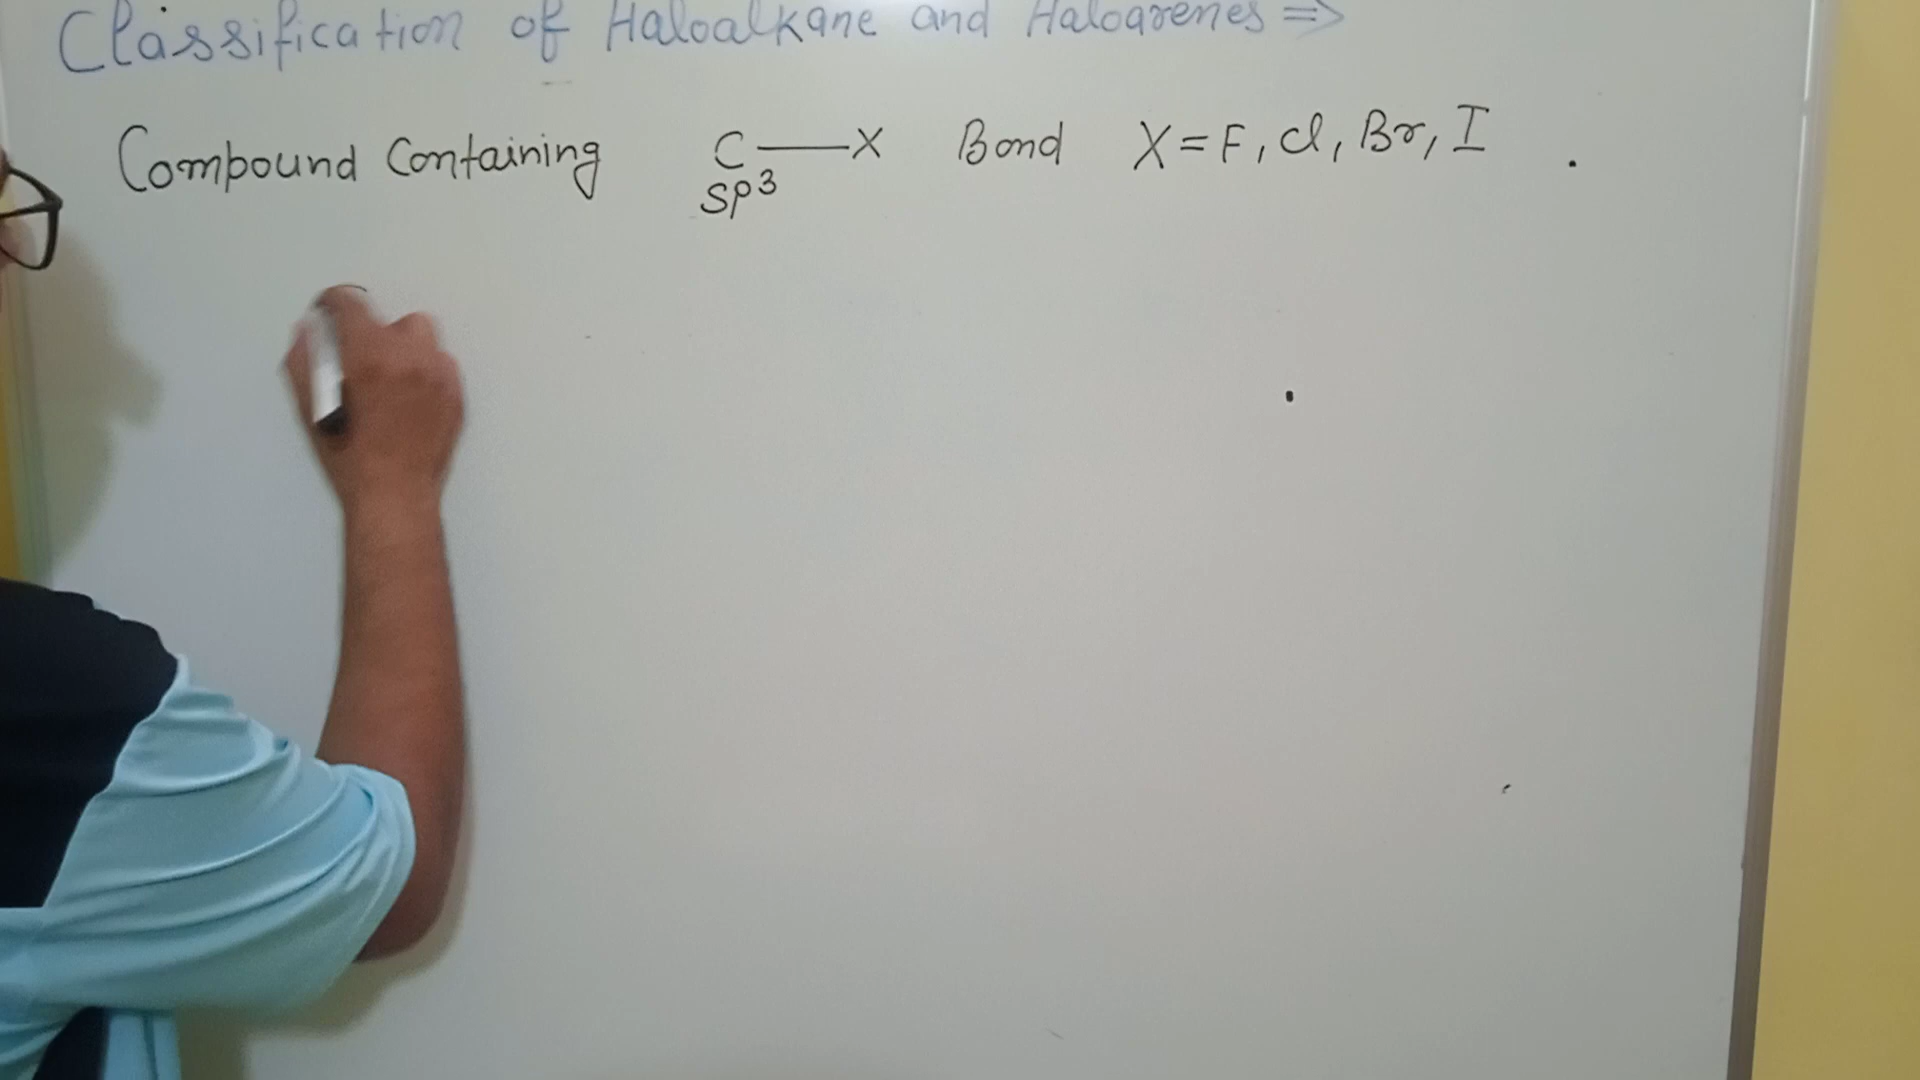 Classification of Haloalkane and Haloarenes ⇒
Compound Containing C—X Bond X=F, Cl, Br, I .
SP³